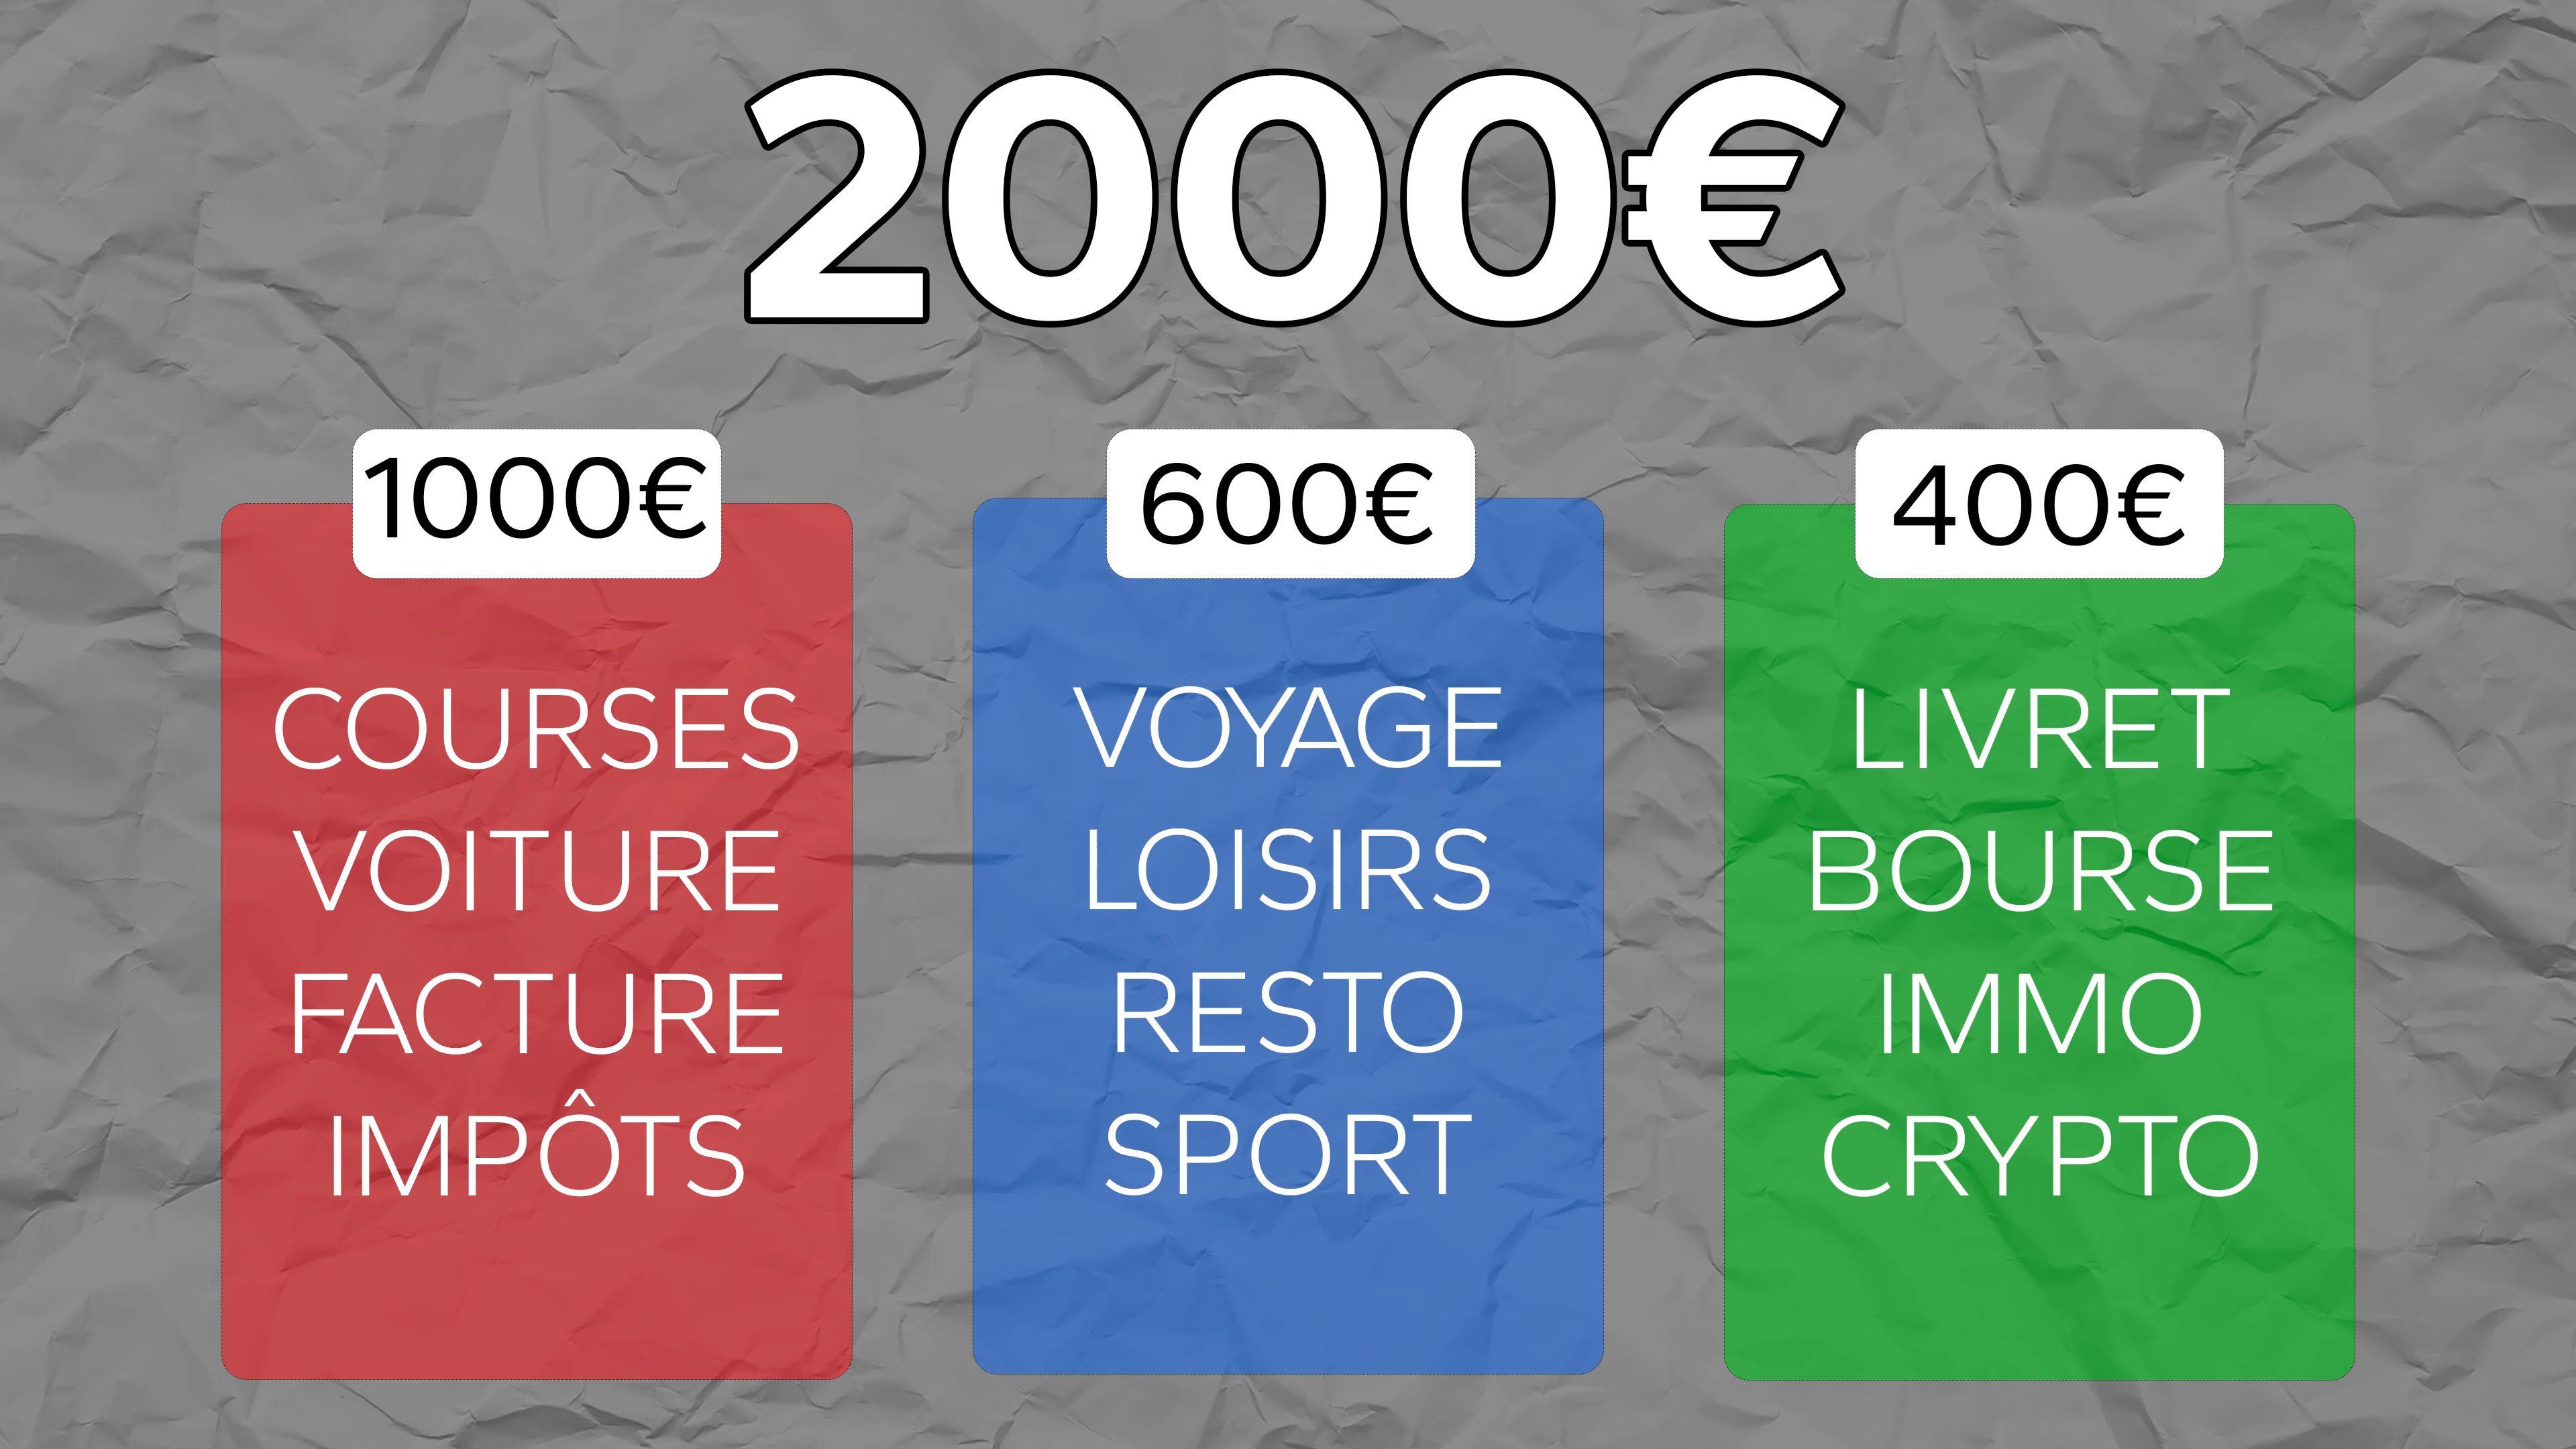 2000€
1000€
COURSES
VOITURE
FACTURE
IMPÔTS
600€
VOYAGE
LOISIRS
RESTO
SPORT
400€
LIVRET
BOURSE
IMMO
CRYPTO